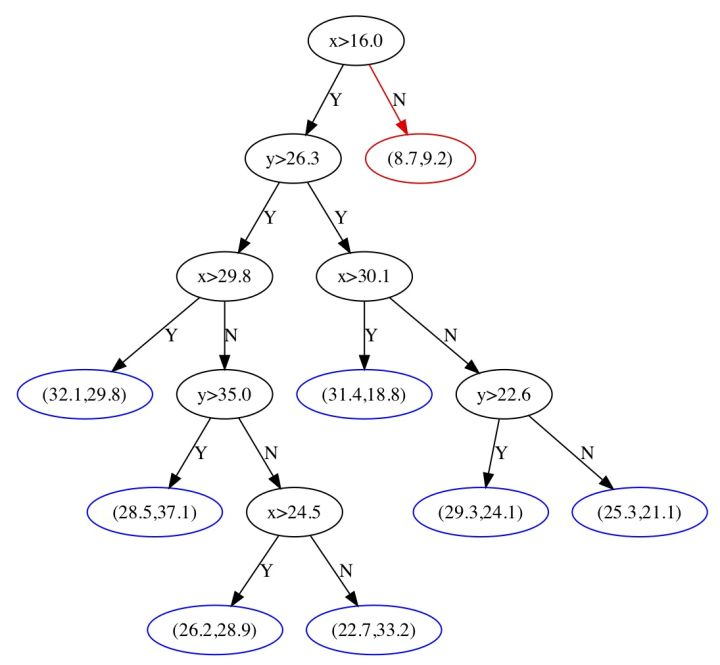 x>16.0
Y N
y>26.3 (8.7,9.2)
Y Y
x>29.8 x>30.1
Y N Y N
(32.1,29.8) y>35.0 (31.4,18.8) y>22.6
Y N Y N
(28.5,37.1) x>24.5 (29.3,24.1) (25.3,21.1)
Y N
(26.2,28.9) (22.7,33.2)